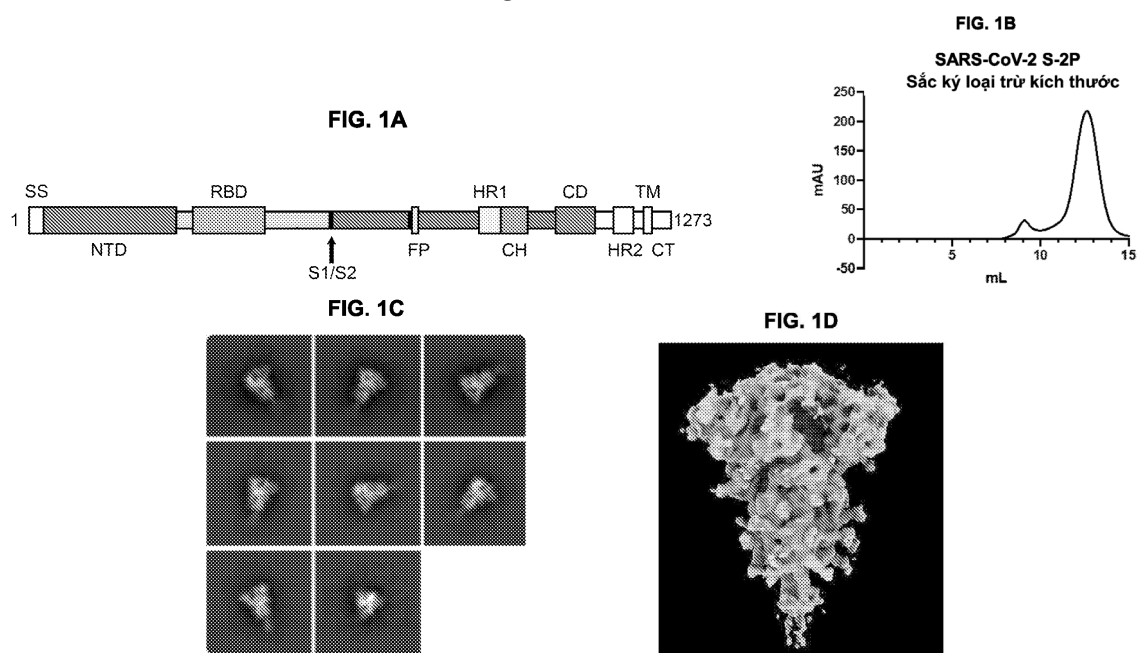 FIG. 1A
SS RBD HR1 CD TM
1 1273
NTD FP CH HR2 CT
S1/S2
FIG. 1B
SARS-CoV-2 S-2P
Sắc ký loại trừ kích thước
250
200
150
100
50
0
-50
mAU
5 10 15
mL
FIG. 1C
FIG. 1D